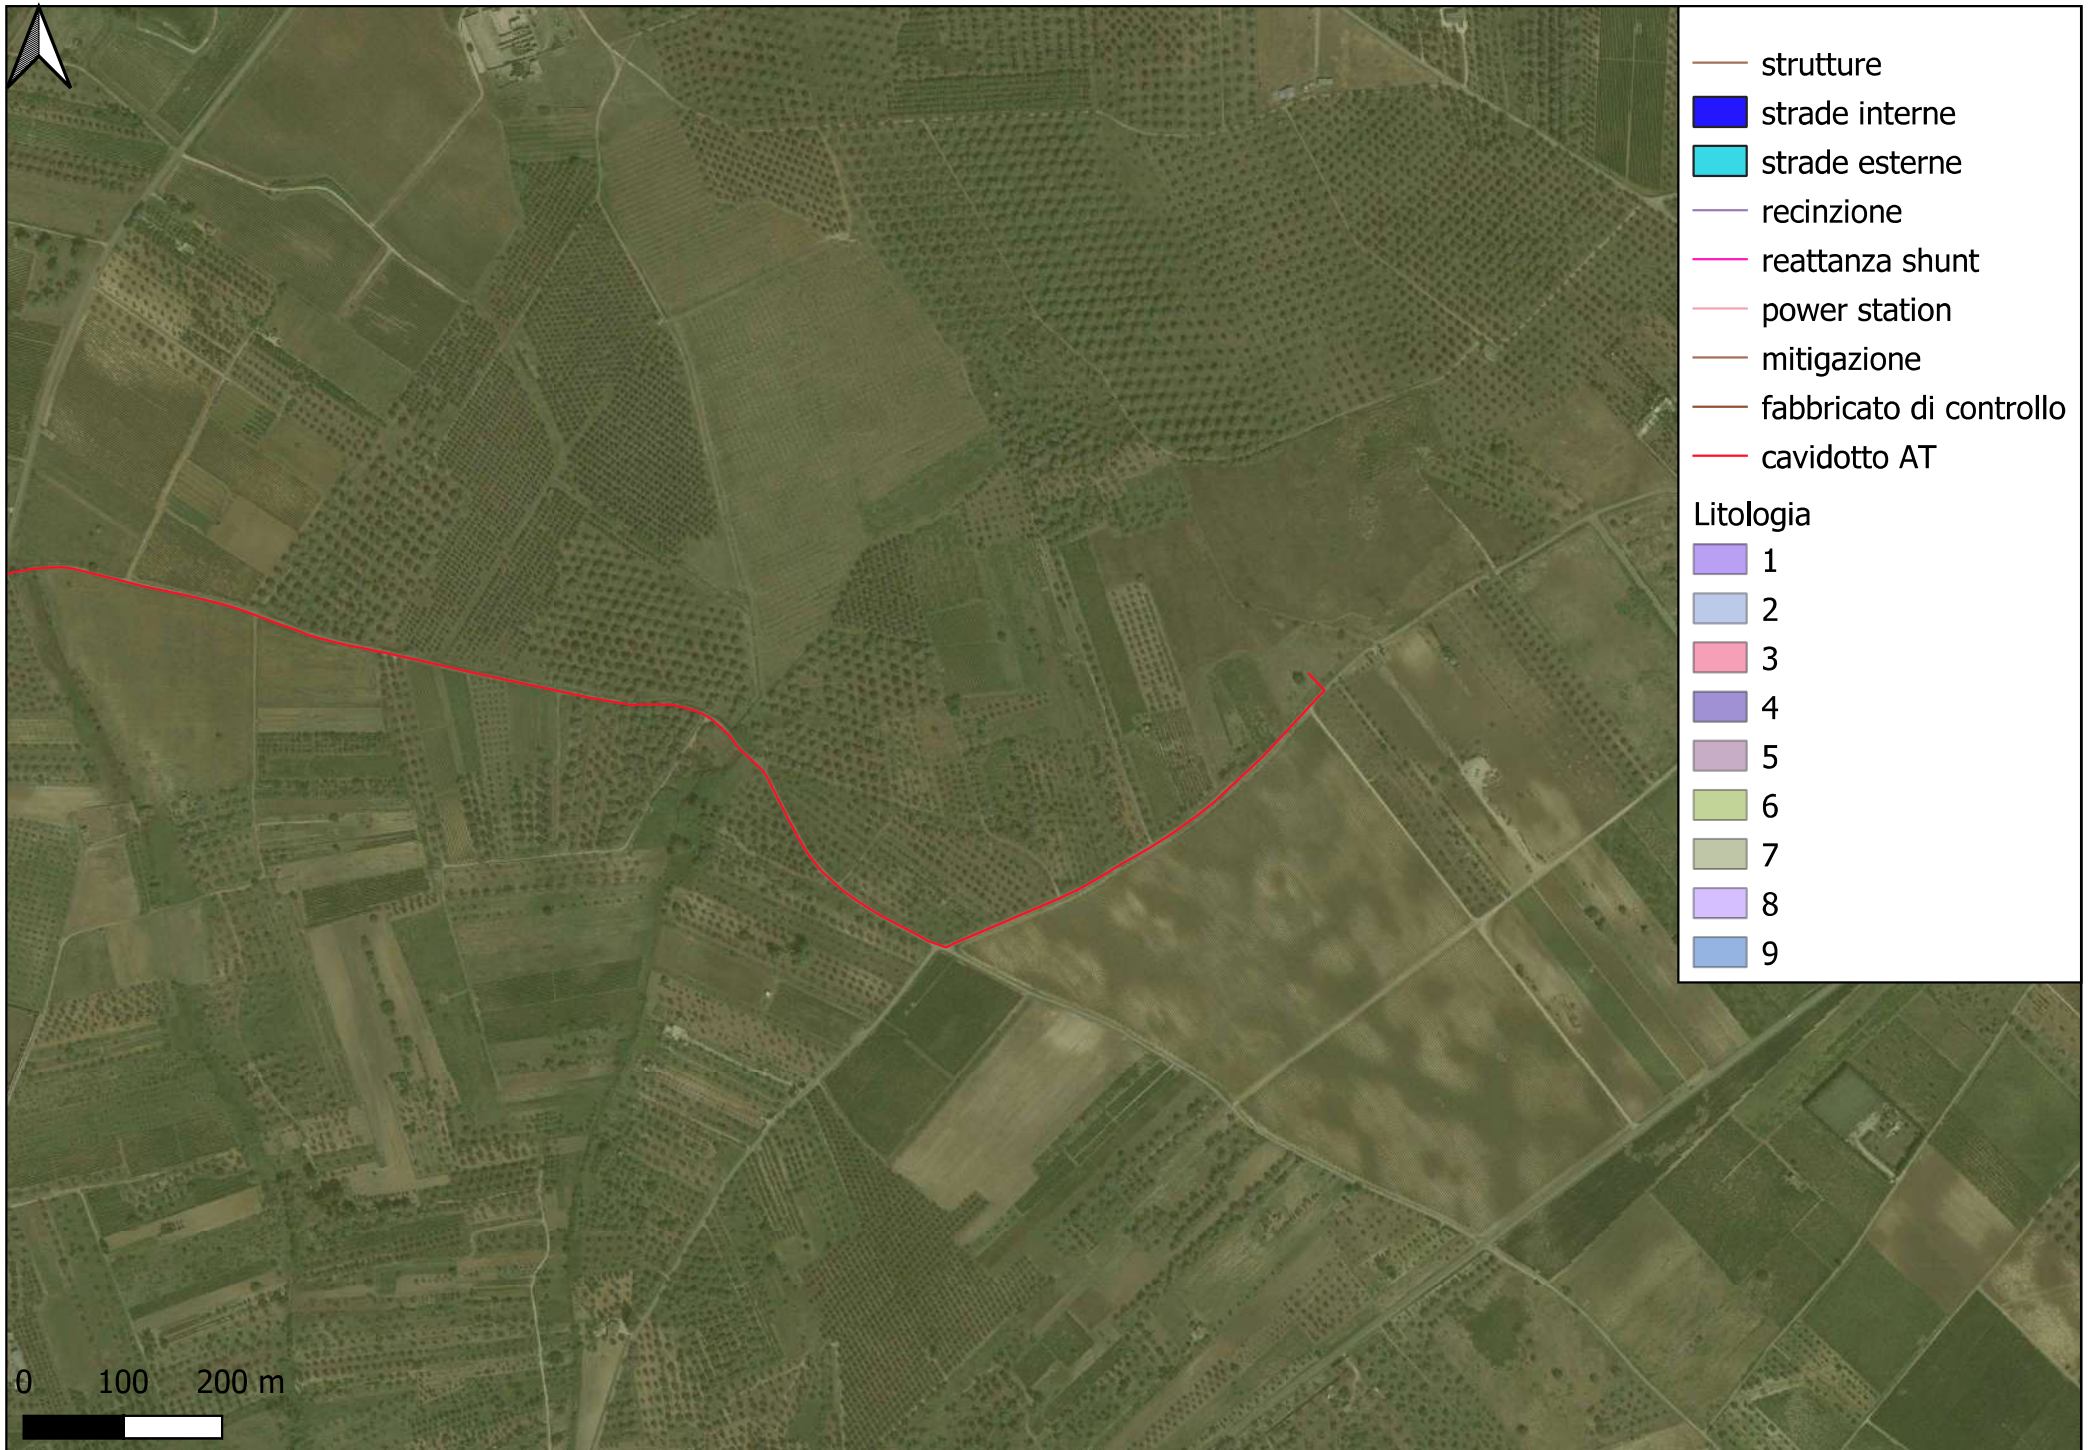 strutture
strade interne
strade esterne
recinzione
reattanza shunt
power station
mitigazione
fabbricato di controllo
cavidotto AT
Litologia
1
2
3
4
5
6
7
8
9
0 100 200 m